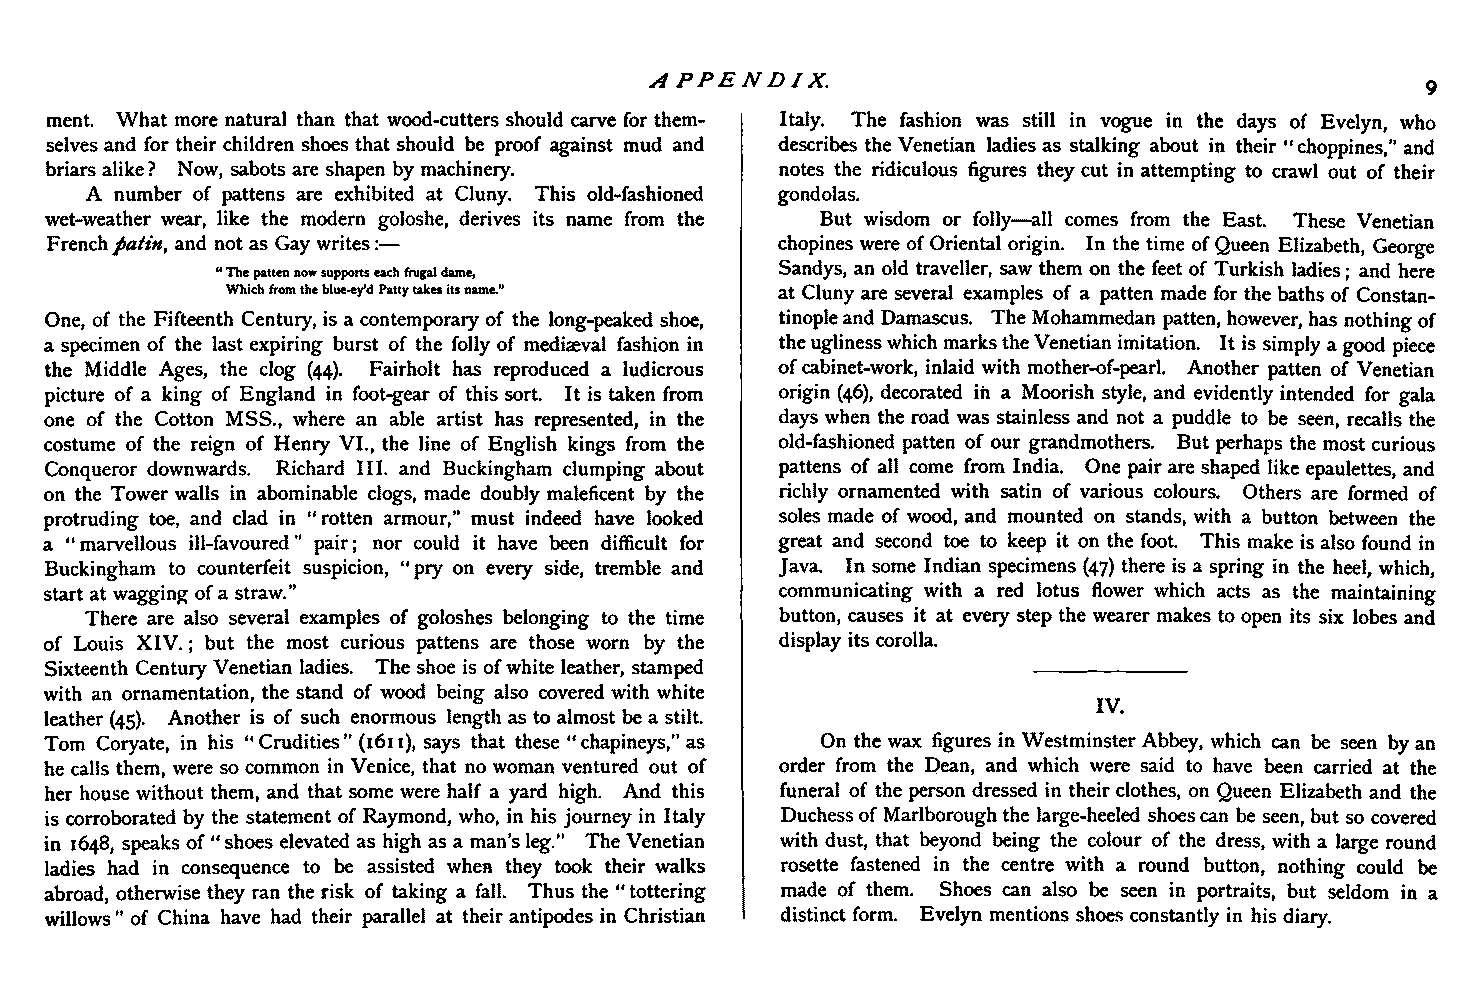 APPENDIX.
9
ment. What more natural than that wood-cutters should carve for them-
selves and for their children shoes that should be proof against mud and
briars alike? Now, sabots are shapen by machinery.
A number of pattens are exhibited at Cluny. This old-fashioned
wet-weather wear, like the modern goloshe, derives its name from the
French patin, and not as Gay writes:—
“The patten now supports each frugal dame,
Which from the blue-ey'd Patty takes its name.”
One, of the Fifteenth Century, is a contemporary of the long-peaked shoe,
a specimen of the last expiring burst of the folly of mediæval fashion in
the Middle Ages, the clog (44). Fairholt has reproduced a ludicrous
picture of a king of England in foot-gear of this sort. It is taken from
one of the Cotton MSS., where an able artist has represented, in the
costume of the reign of Henry VI., the line of English kings from the
Conqueror downwards. Richard III. and Buckingham clumping about
on the Tower walls in abominable clogs, made doubly maleficent by the
protruding toe, and clad in “rotten armour,” must indeed have looked
a “marvellous ill-favoured” pair; nor could it have been difficult for
Buckingham to counterfeit suspicion, “pry on every side, tremble and
start at wagging of a straw.”
There are also several examples of goloshes belonging to the time
of Louis XIV.; but the most curious pattens are those worn by the
Sixteenth Century Venetian ladies. The shoe is of white leather, stamped
with an ornamentation, the stand of wood being also covered with white
leather (45). Another is of such enormous length as to almost be a stilt.
Tom Coryate, in his “Crudities” (1611), says that these “chapineys,” as
he calls them, were so common in Venice, that no woman ventured out of
her house without them, and that some were half a yard high. And this
is corroborated by the statement of Raymond, who, in his journey in Italy
in 1648, speaks of “shoes elevated as high as a man's leg.” The Venetian
ladies had in consequence to be assisted when they took their walks
abroad, otherwise they ran the risk of taking a fall. Thus the “tottering
willows” of China have had their parallel at their antipodes in Christian
Italy. The fashion was still in vogue in the days of Evelyn, who
describes the Venetian ladies as stalking about in their “choppines,” and
notes the ridiculous figures they cut in attempting to crawl out of their
gondolas.
But wisdom or folly—all comes from the East. These Venetian
chopines were of Oriental origin. In the time of Queen Elizabeth, George
Sandys, an old traveller, saw them on the feet of Turkish ladies; and here
at Cluny are several examples of a patten made for the baths of Constan-
tinople and Damascus. The Mohammedan patten, however, has nothing of
the ugliness which marks the Venetian imitation. It is simply a good piece
of cabinet-work, inlaid with mother-of-pearl. Another patten of Venetian
origin (46), decorated in a Moorish style, and evidently intended for gala
days when the road was stainless and not a puddle to be seen, recalls the
old-fashioned patten of our grandmothers. But perhaps the most curious
pattens of all come from India. One pair are shaped like epaulettes, and
richly ornamented with satin of various colours. Others are formed of
soles made of wood, and mounted on stands, with a button between the
great and second toe to keep it on the foot. This make is also found in
Java. In some Indian specimens (47) there is a spring in the heel, which,
communicating with a red lotus flower which acts as the maintaining
button, causes it at every step the wearer makes to open its six lobes and
display its corolla.
IV.
On the wax figures in Westminster Abbey, which can be seen by an
order from the Dean, and which were said to have been carried at the
funeral of the person dressed in their clothes, on Queen Elizabeth and the
Duchess of Marlborough the large-heeled shoes can be seen, but so covered
with dust, that beyond being the colour of the dress, with a large round
rosette fastened in the centre with a round button, nothing could be
made of them. Shoes can also be seen in portraits, but seldom in a
distinct form. Evelyn mentions shoes constantly in his diary.